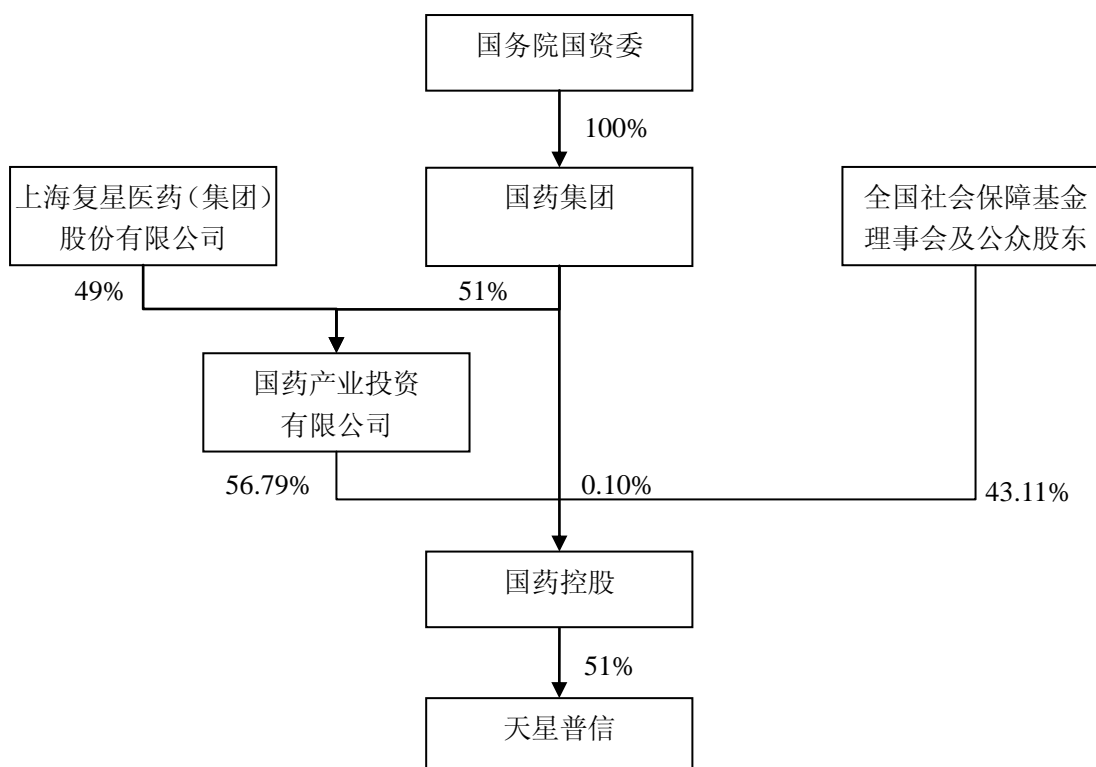 国务院国资委
100%
上海复星医药（集团）
股份有限公司
国药集团
全国社会保障基金
理事会及公众股东
49%
51%
国药产业投资
有限公司
56.79%
0.10%
43.11%
国药控股
51%
天星普信